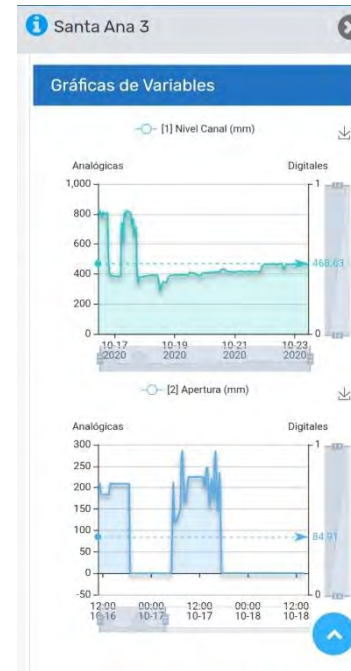 Santa Ana 3
Gráficas de Variables
[1] Nivel Canal (mm)
Analógicas Digitales
1,000 1
800
600
468.63
400
200
0 0
10-17 10-19 10-21 10-23
2020 2020 2020 2020
[2] Apertura (mm)
Analógicas Digitales
300 1
250
200
150
100
84.91
50
0
-50 0
12:00 00:00 12:00 00:00 12:00
10-16 10-17 10-17 10-18 10-18